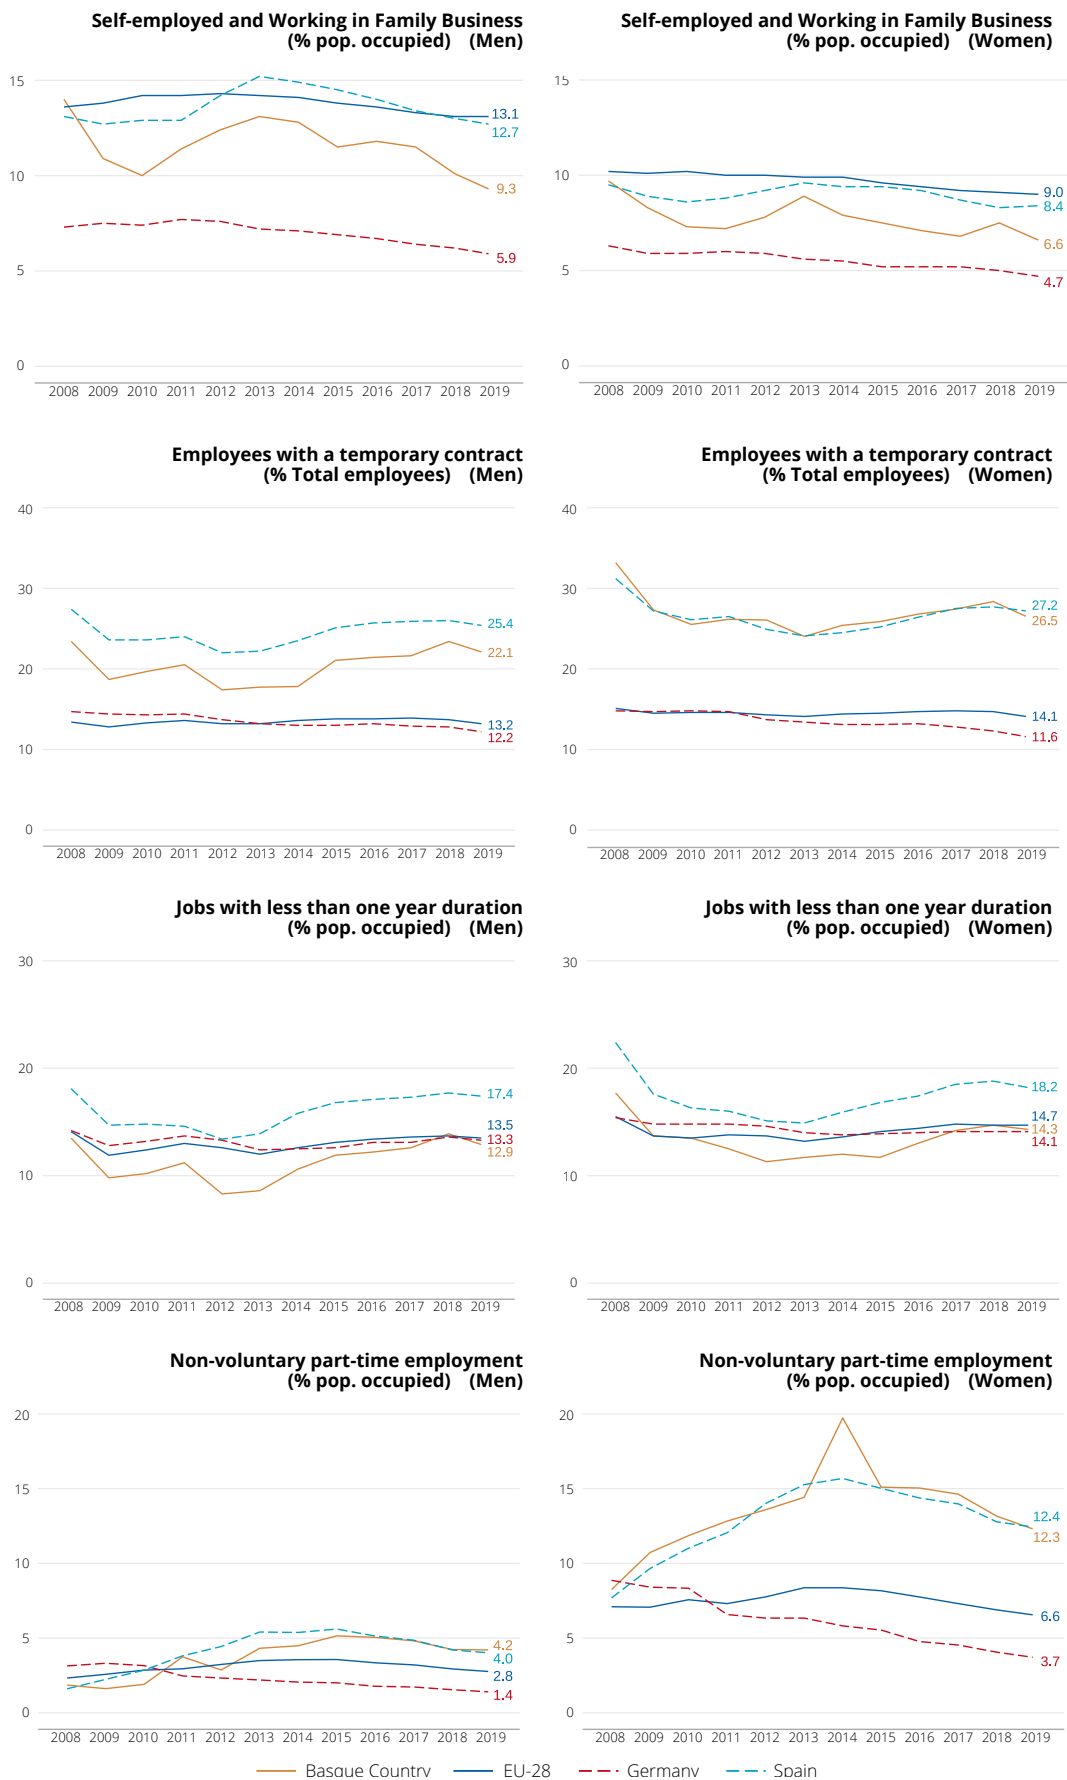 Self-employed and Working in Family Business
(% pop. occupied) (Men)
15
10
5
0
13.1
12.7
9.3
5.9
2008 2009 2010 2011 2012 2013 2014 2015 2016 2017 2018 2019
Self-employed and Working in Family Business
(% pop. occupied) (Women)
15
10
5
0
9.0
8.4
6.6
4.7
2008 2009 2010 2011 2012 2013 2014 2015 2016 2017 2018 2019
Employees with a temporary contract
(% Total employees) (Men)
40
30
20
10
0
25.4
22.1
13.2
12.2
2008 2009 2010 2011 2012 2013 2014 2015 2016 2017 2018 2019
Employees with a temporary contract
(% Total employees) (Women)
40
30
20
10
0
27.2
26.5
14.1
11.6
2008 2009 2010 2011 2012 2013 2014 2015 2016 2017 2018 2019
Jobs with less than one year duration
(% pop. occupied) (Men)
30
20
10
0
17.4
13.5
13.3
12.9
2008 2009 2010 2011 2012 2013 2014 2015 2016 2017 2018 2019
Jobs with less than one year duration
(% pop. occupied) (Women)
30
20
10
0
18.2
14.7
14.3
14.1
2008 2009 2010 2011 2012 2013 2014 2015 2016 2017 2018 2019
Non-voluntary part-time employment
(% pop. occupied) (Men)
20
15
10
5
0
4.2
4.0
2.8
1.4
2008 2009 2010 2011 2012 2013 2014 2015 2016 2017 2018 2019
Non-voluntary part-time employment
(% pop. occupied) (Women)
20
15
10
5
0
12.4
12.3
6.6
3.7
2008 2009 2010 2011 2012 2013 2014 2015 2016 2017 2018 2019
Basque Country EU-28 Germany Spain